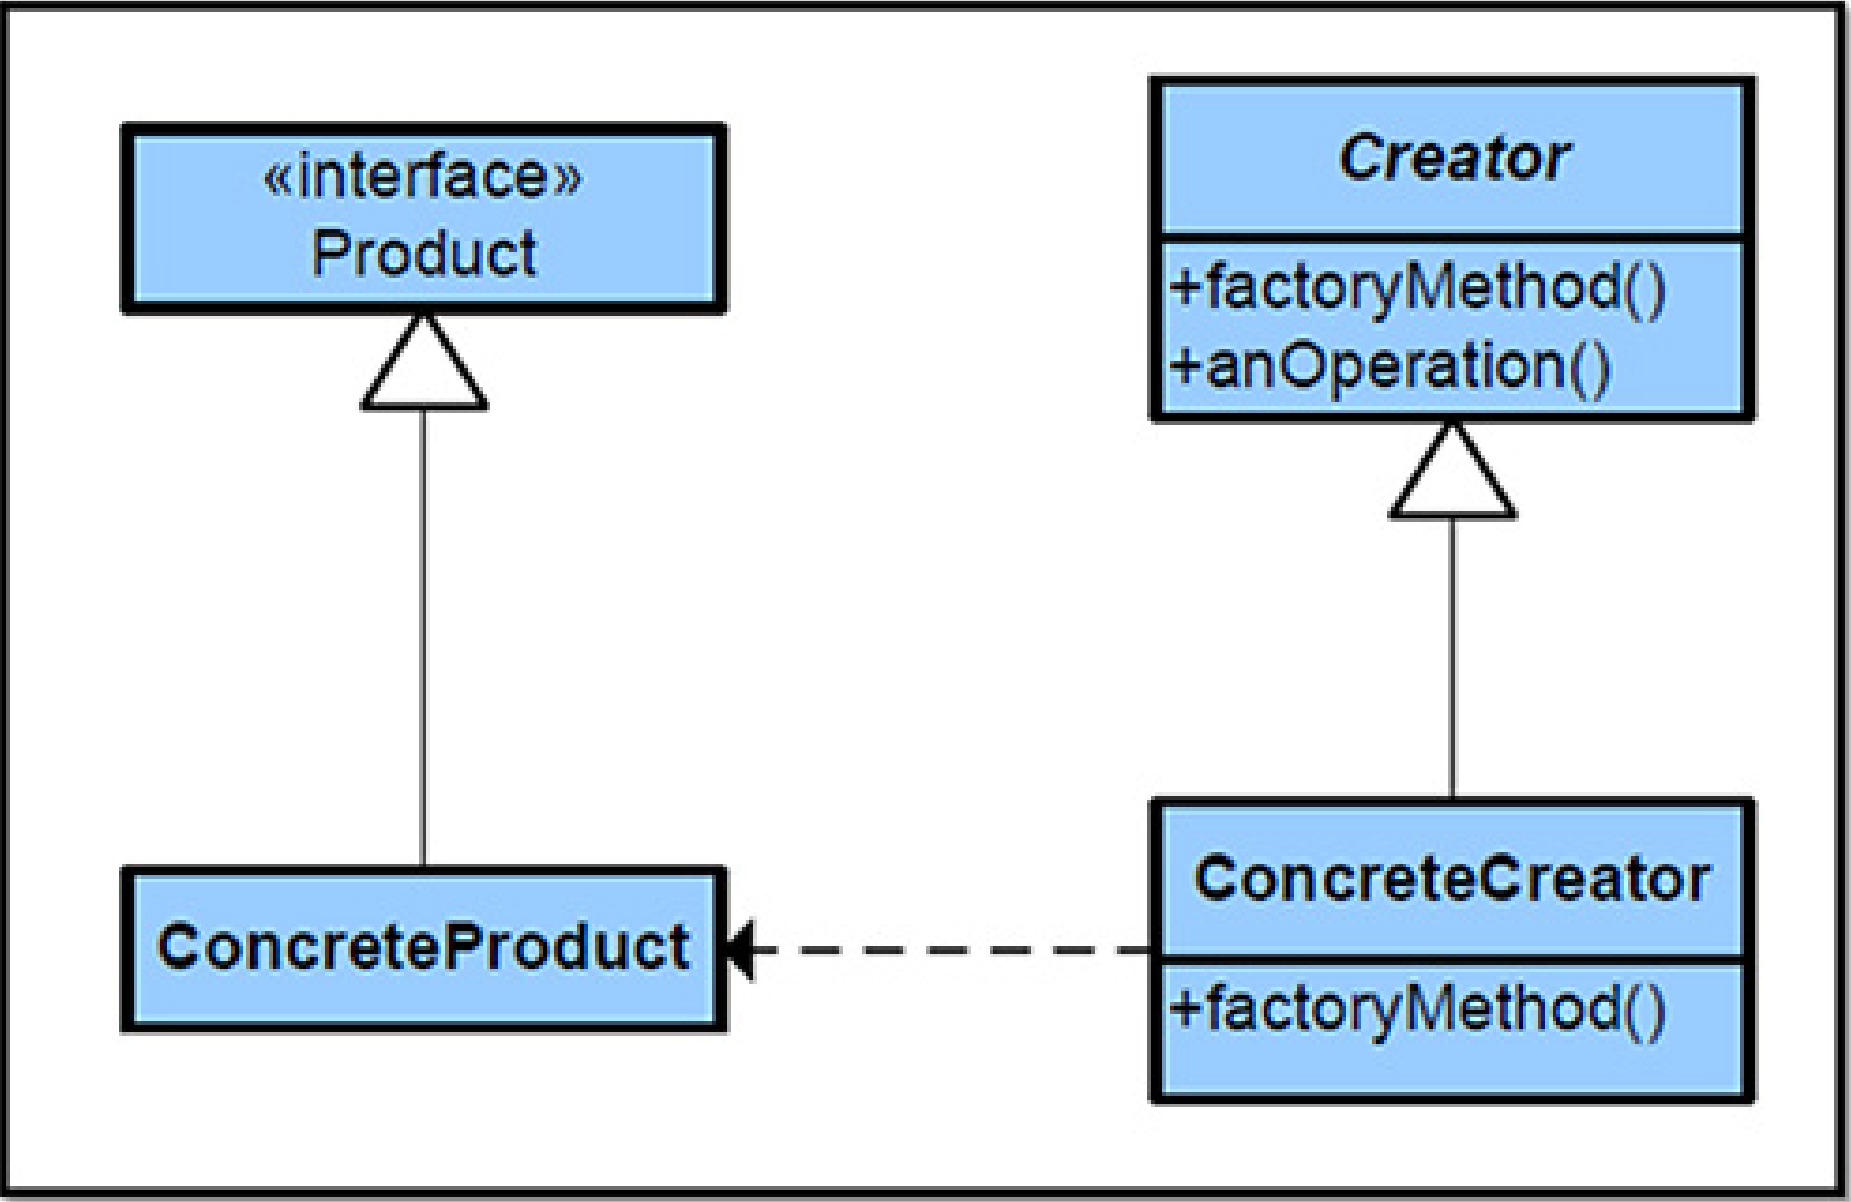 «interface»
Product
Creator
+factoryMethod()
+anOperation()
ConcreteProduct
ConcreteCreator
+factoryMethod()